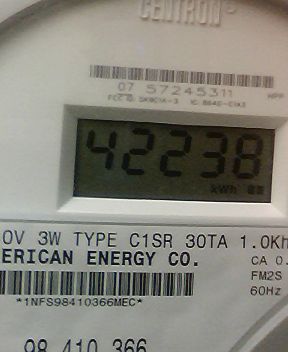 CENTRON
07 57245311
42238
kWh
0V 3W TYPE C1SR 30TA 1.0Kh
ERICAN ENERGY CO.
CA 0.
FM2S
60Hz
*1NFS98410366MEC*
98 410 366